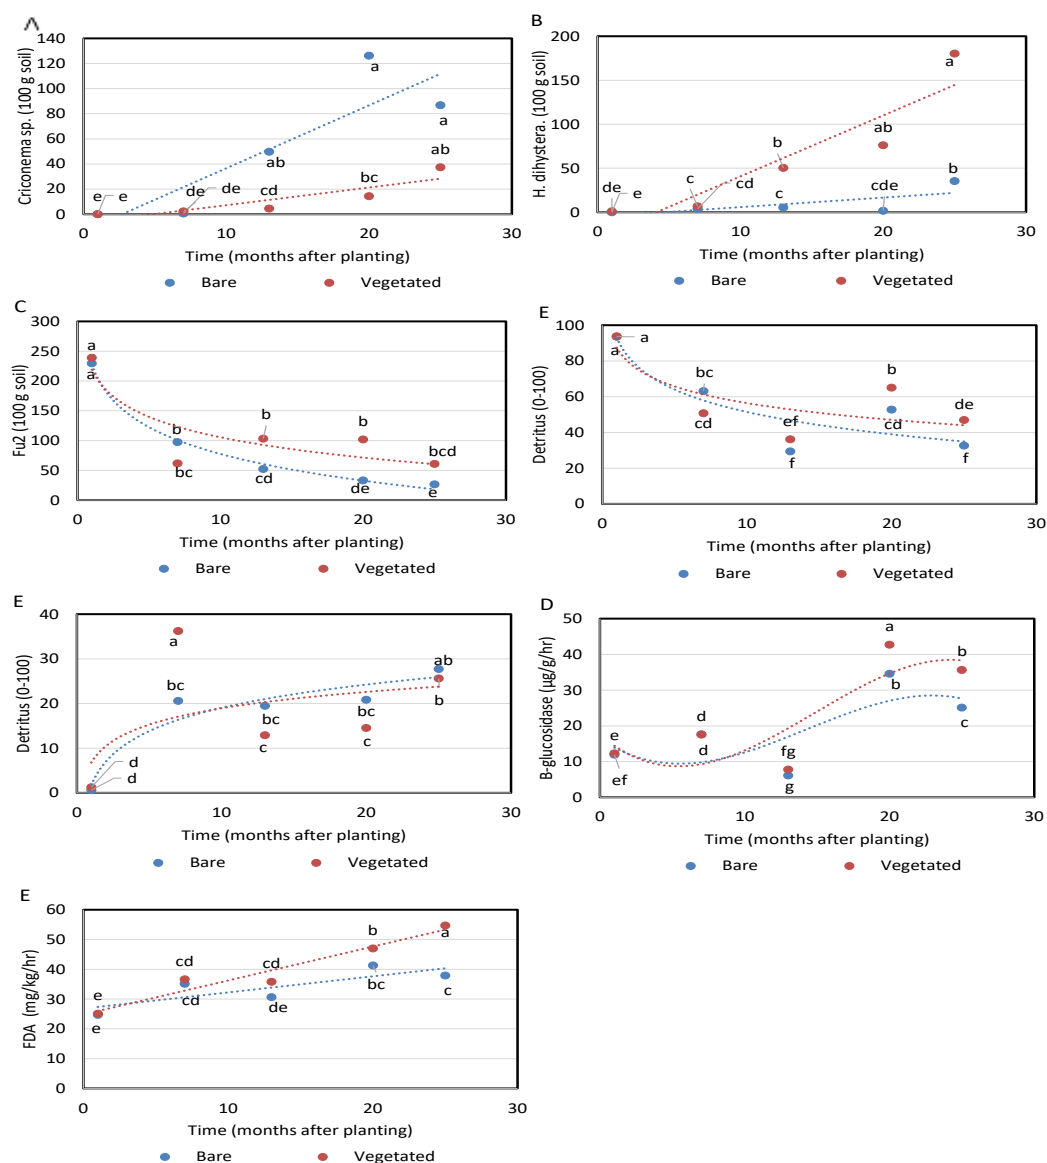 A
Criconema sp. (100 g soil)
140
120
100
80
60
40
20
0
0 10 20 30
e e de de ab cd a bc a ab
Time (months after planting)
Bare Vegetated
B
H. dihystera. (100 g soil)
200
150
100
50
0
0 10 20 30
de e c cd b c ab cde a b
Time (months after planting)
Bare Vegetated
C
Fu2 (100 g soil)
300
250
200
150
100
50
0
0 10 20 30
a a b bc b cd b de bcd e
Time (months after planting)
Bare Vegetated
E
Detritus (0-100)
100
80
60
40
20
0
0 10 20 30
a a bc cd ef f b cd de f
Time (months after planting)
Bare Vegetated
E
Detritus (0-100)
40
30
20
10
0
0 10 20 30
d d a bc bc c bc c ab b
Time (months after planting)
Bare Vegetated
D
B-glucosidase (µg/g/hr)
50
40
30
20
10
0
0 10 20 30
e ef d d fg g a b b c
Time (months after planting)
Bare Vegetated
E
FDA (mg/kg/hr)
60
50
40
30
20
10
0
0 10 20 30
e e cd cd cd de b bc a c
Time (months after planting)
Bare Vegetated